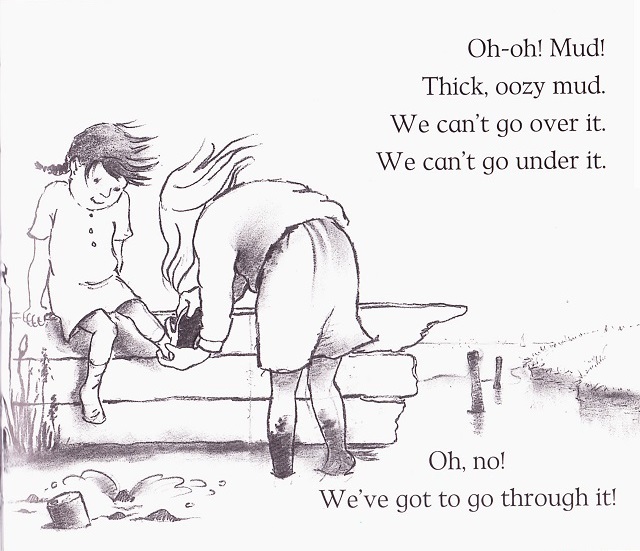 Oh-oh! Mud!
Thick, oozy mud.
We can't go over it.
We can't go under it.
Oh, no!
We've got to go through it!